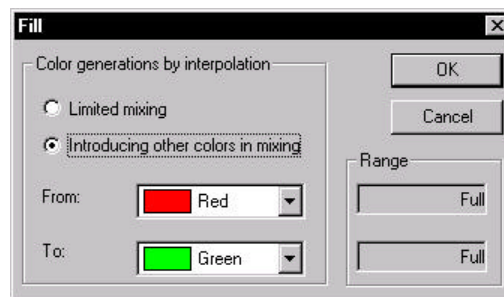 Fill
Color generations by interpolation
Limited mixing
Introducing other colors in mixing
From:
Red
To:
Green
OK
Cancel
Range
Full
Full